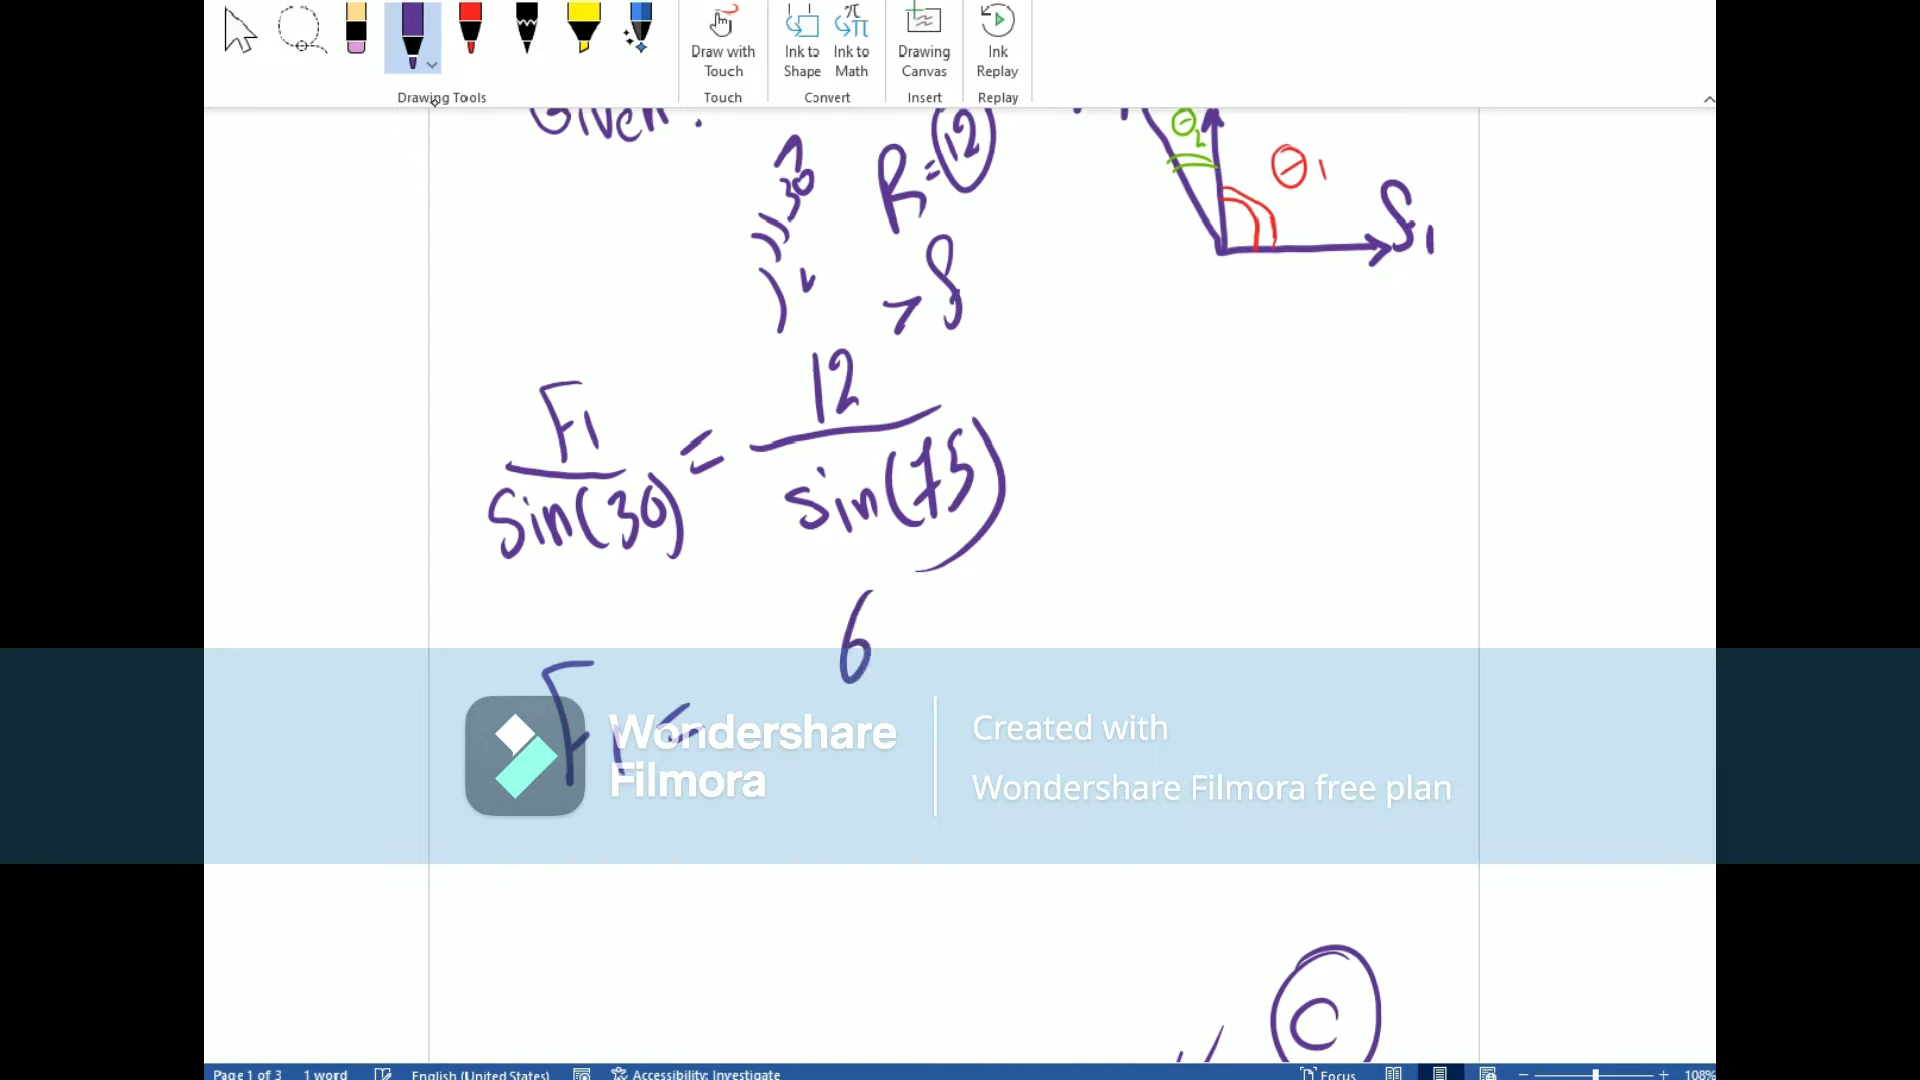 Draw with Touch
Ink to Shape
Ink to Math
Drawing Canvas
Ink Replay
Drawing Tools
Touch
Convert
Insert
Replay
Given :
30
R = 12
θ2
θ1
F1 / Sin(30) = 12 / sin(75)
6
F1 =
Wondershare Filmora
Created with
Wondershare Filmora free plan
C
Page 1 of 3 1 word English (United States) Accessibility: Investigate Focus 108%